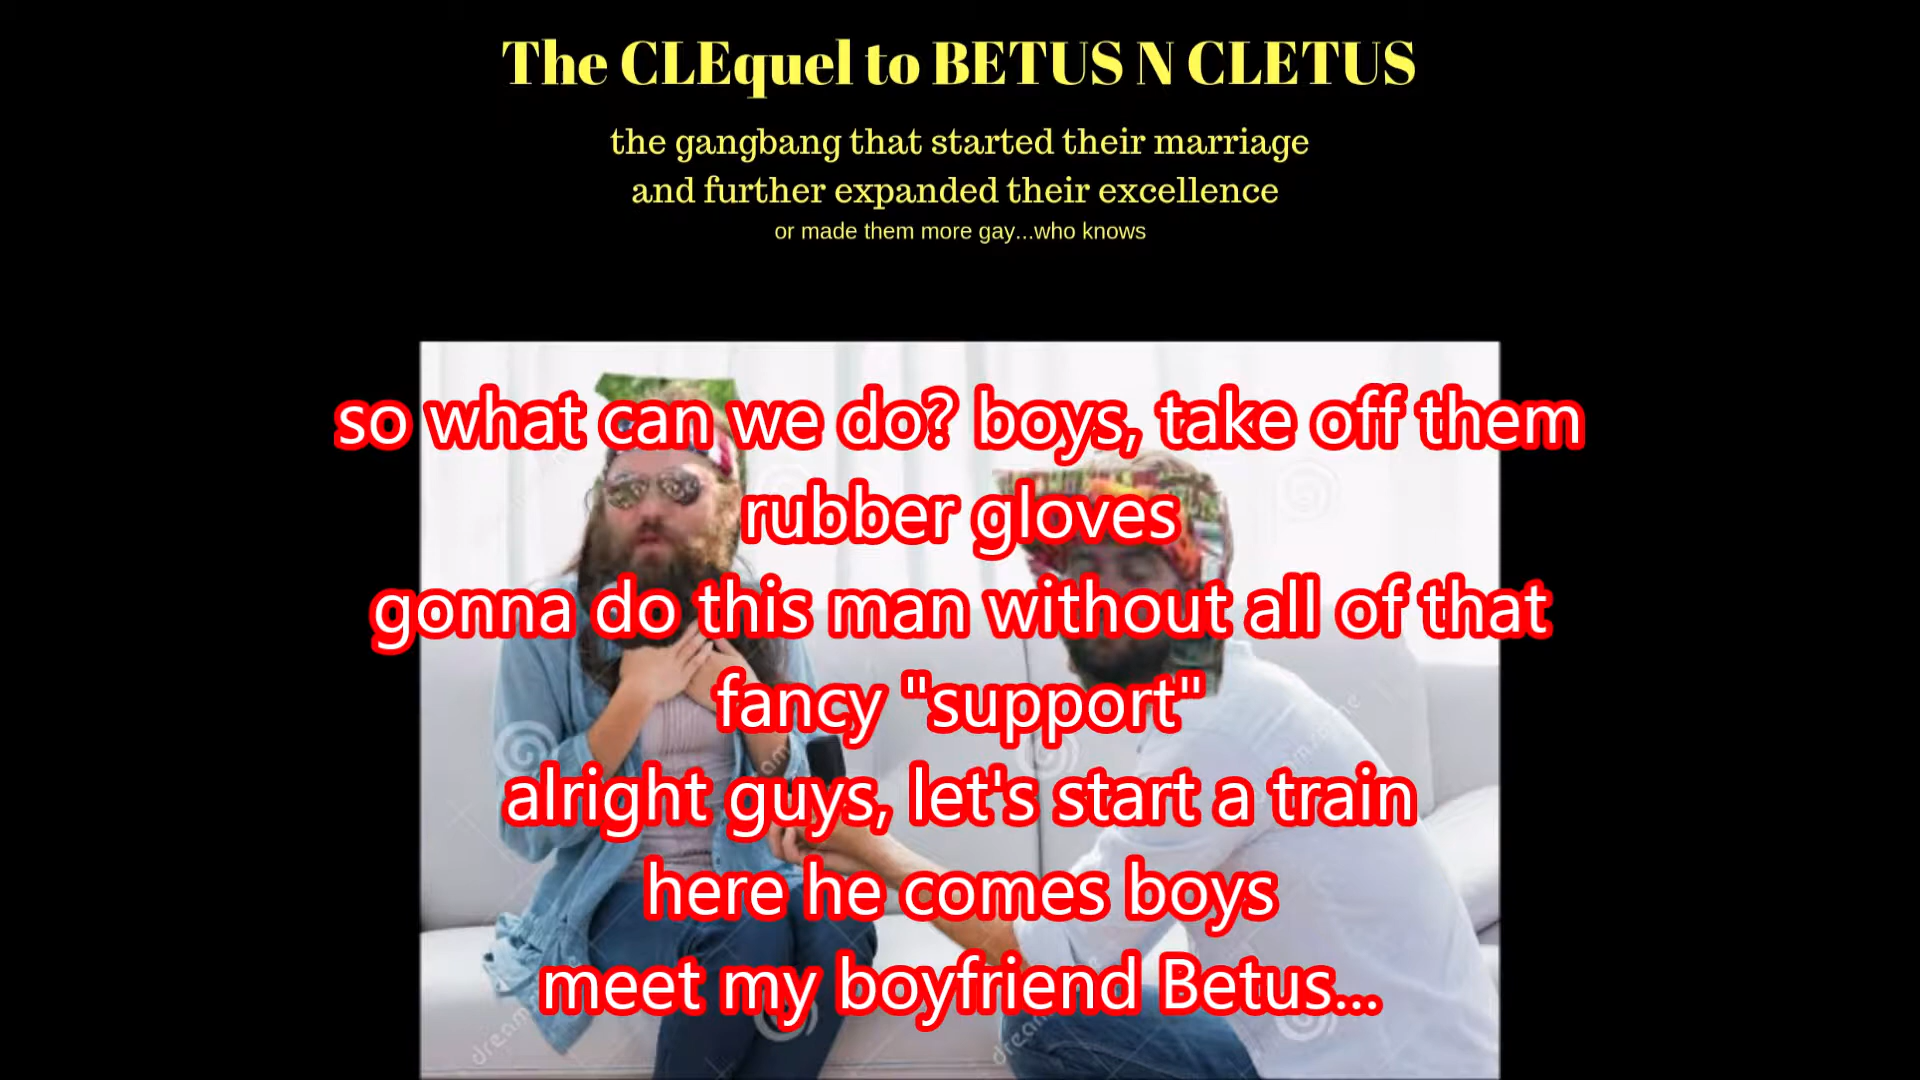 The CLEquel to BETUS N CLETUS
the gangbang that started their marriage
and further expanded their excellence
or made them more gay...who knows
so what can we do? boys, take off them
rubber gloves
gonna do this man without all of that
fancy "support"
alright guys, let's start a train
here he comes boys
meet my boyfriend Betus...